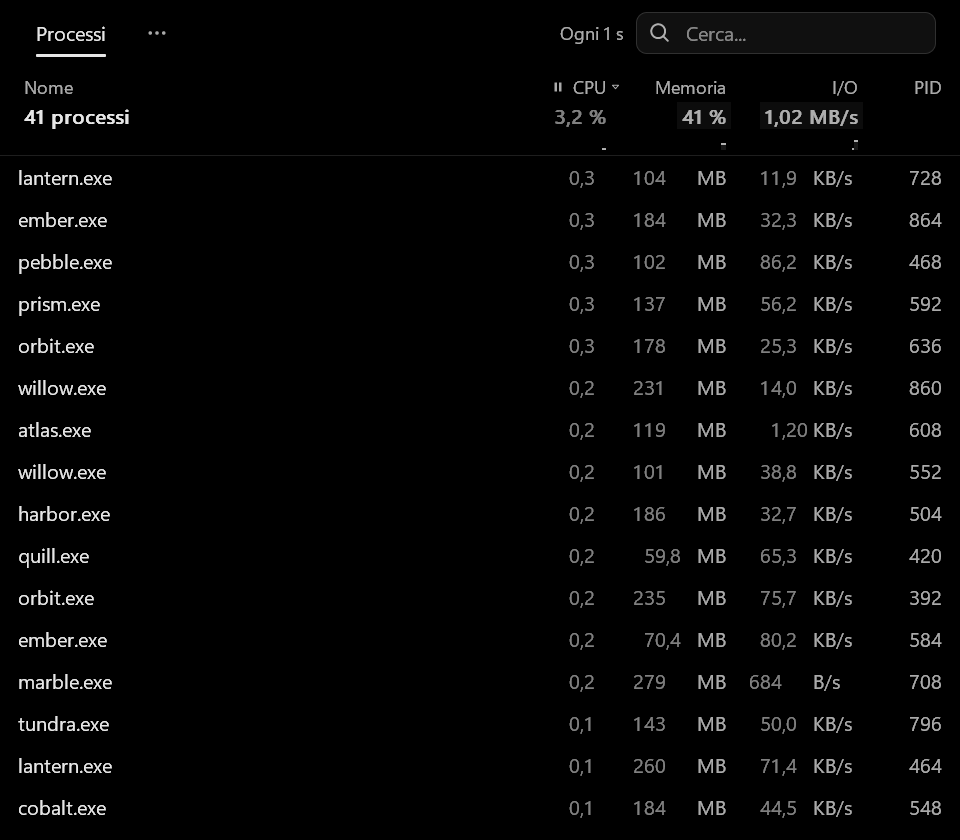 Processi ··· Ogni 1 s Cerca...
Nome CPU Memoria I/O PID
41 processi 3,2 % 41 % 1,02 MB/s
lantern.exe 0,3 104 MB 11,9 KB/s 728
ember.exe 0,3 184 MB 32,3 KB/s 864
pebble.exe 0,3 102 MB 86,2 KB/s 468
prism.exe 0,3 137 MB 56,2 KB/s 592
orbit.exe 0,3 178 MB 25,3 KB/s 636
willow.exe 0,2 231 MB 14,0 KB/s 860
atlas.exe 0,2 119 MB 1,20 KB/s 608
willow.exe 0,2 101 MB 38,8 KB/s 552
harbor.exe 0,2 186 MB 32,7 KB/s 504
quill.exe 0,2 59,8 MB 65,3 KB/s 420
orbit.exe 0,2 235 MB 75,7 KB/s 392
ember.exe 0,2 70,4 MB 80,2 KB/s 584
marble.exe 0,2 279 MB 684 B/s 708
tundra.exe 0,1 143 MB 50,0 KB/s 796
lantern.exe 0,1 260 MB 71,4 KB/s 464
cobalt.exe 0,1 184 MB 44,5 KB/s 548